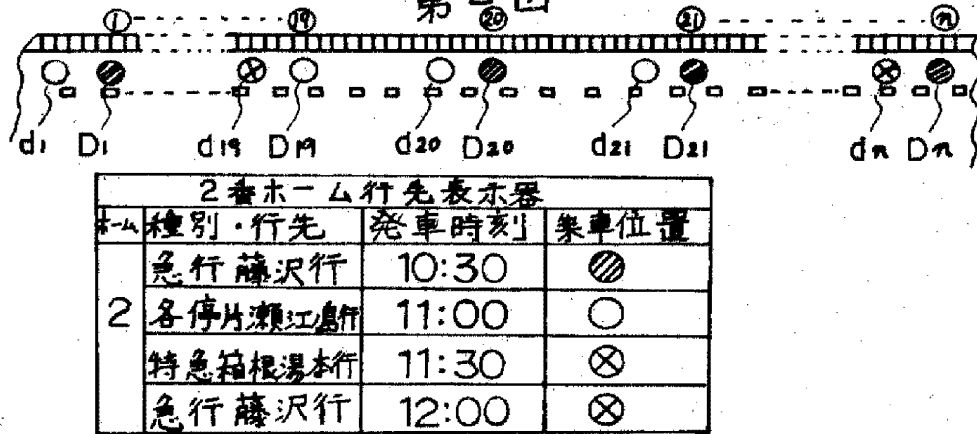 第二図
① ⑲ ⑳ ㉑ ⓝ
d1 D1 d19 D19 d20 D20 d21 D21 dn Dn
2番ホーム行先表示器
ホーム 種別・行先 発車時刻 乗車位置
2
急行 藤沢行 10:30
各停片瀬江ノ島行 11:00
特急箱根湯本行 11:30
急行 藤沢行 12:00